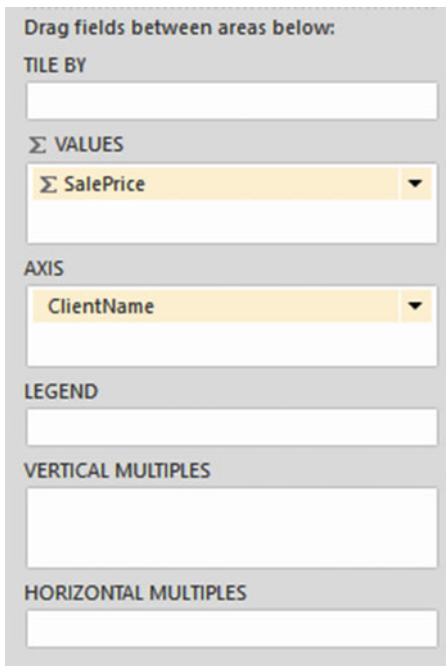 Drag fields between areas below:
TILE BY
Σ VALUES
Σ SalePrice
AXIS
ClientName
LEGEND
VERTICAL MULTIPLES
HORIZONTAL MULTIPLES